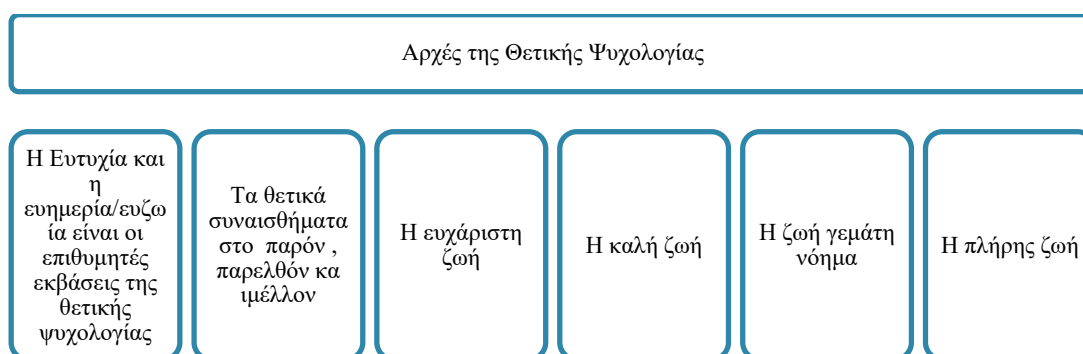 Αρχές της Θετικής Ψυχολογίας
Η Ευτυχία και
η
ευημερία/ευζω
ία είναι οι
επιθυμητές
εκβάσεις της
θετικής
ψυχολογίας
Τα θετικά
συναισθήματα
στο παρόν ,
παρελθόν κα
ιμέλλον
Η ευχάριστη
ζωή
Η καλή ζωή
Η ζωή γεμάτη
νόημα
Η πλήρης ζωή